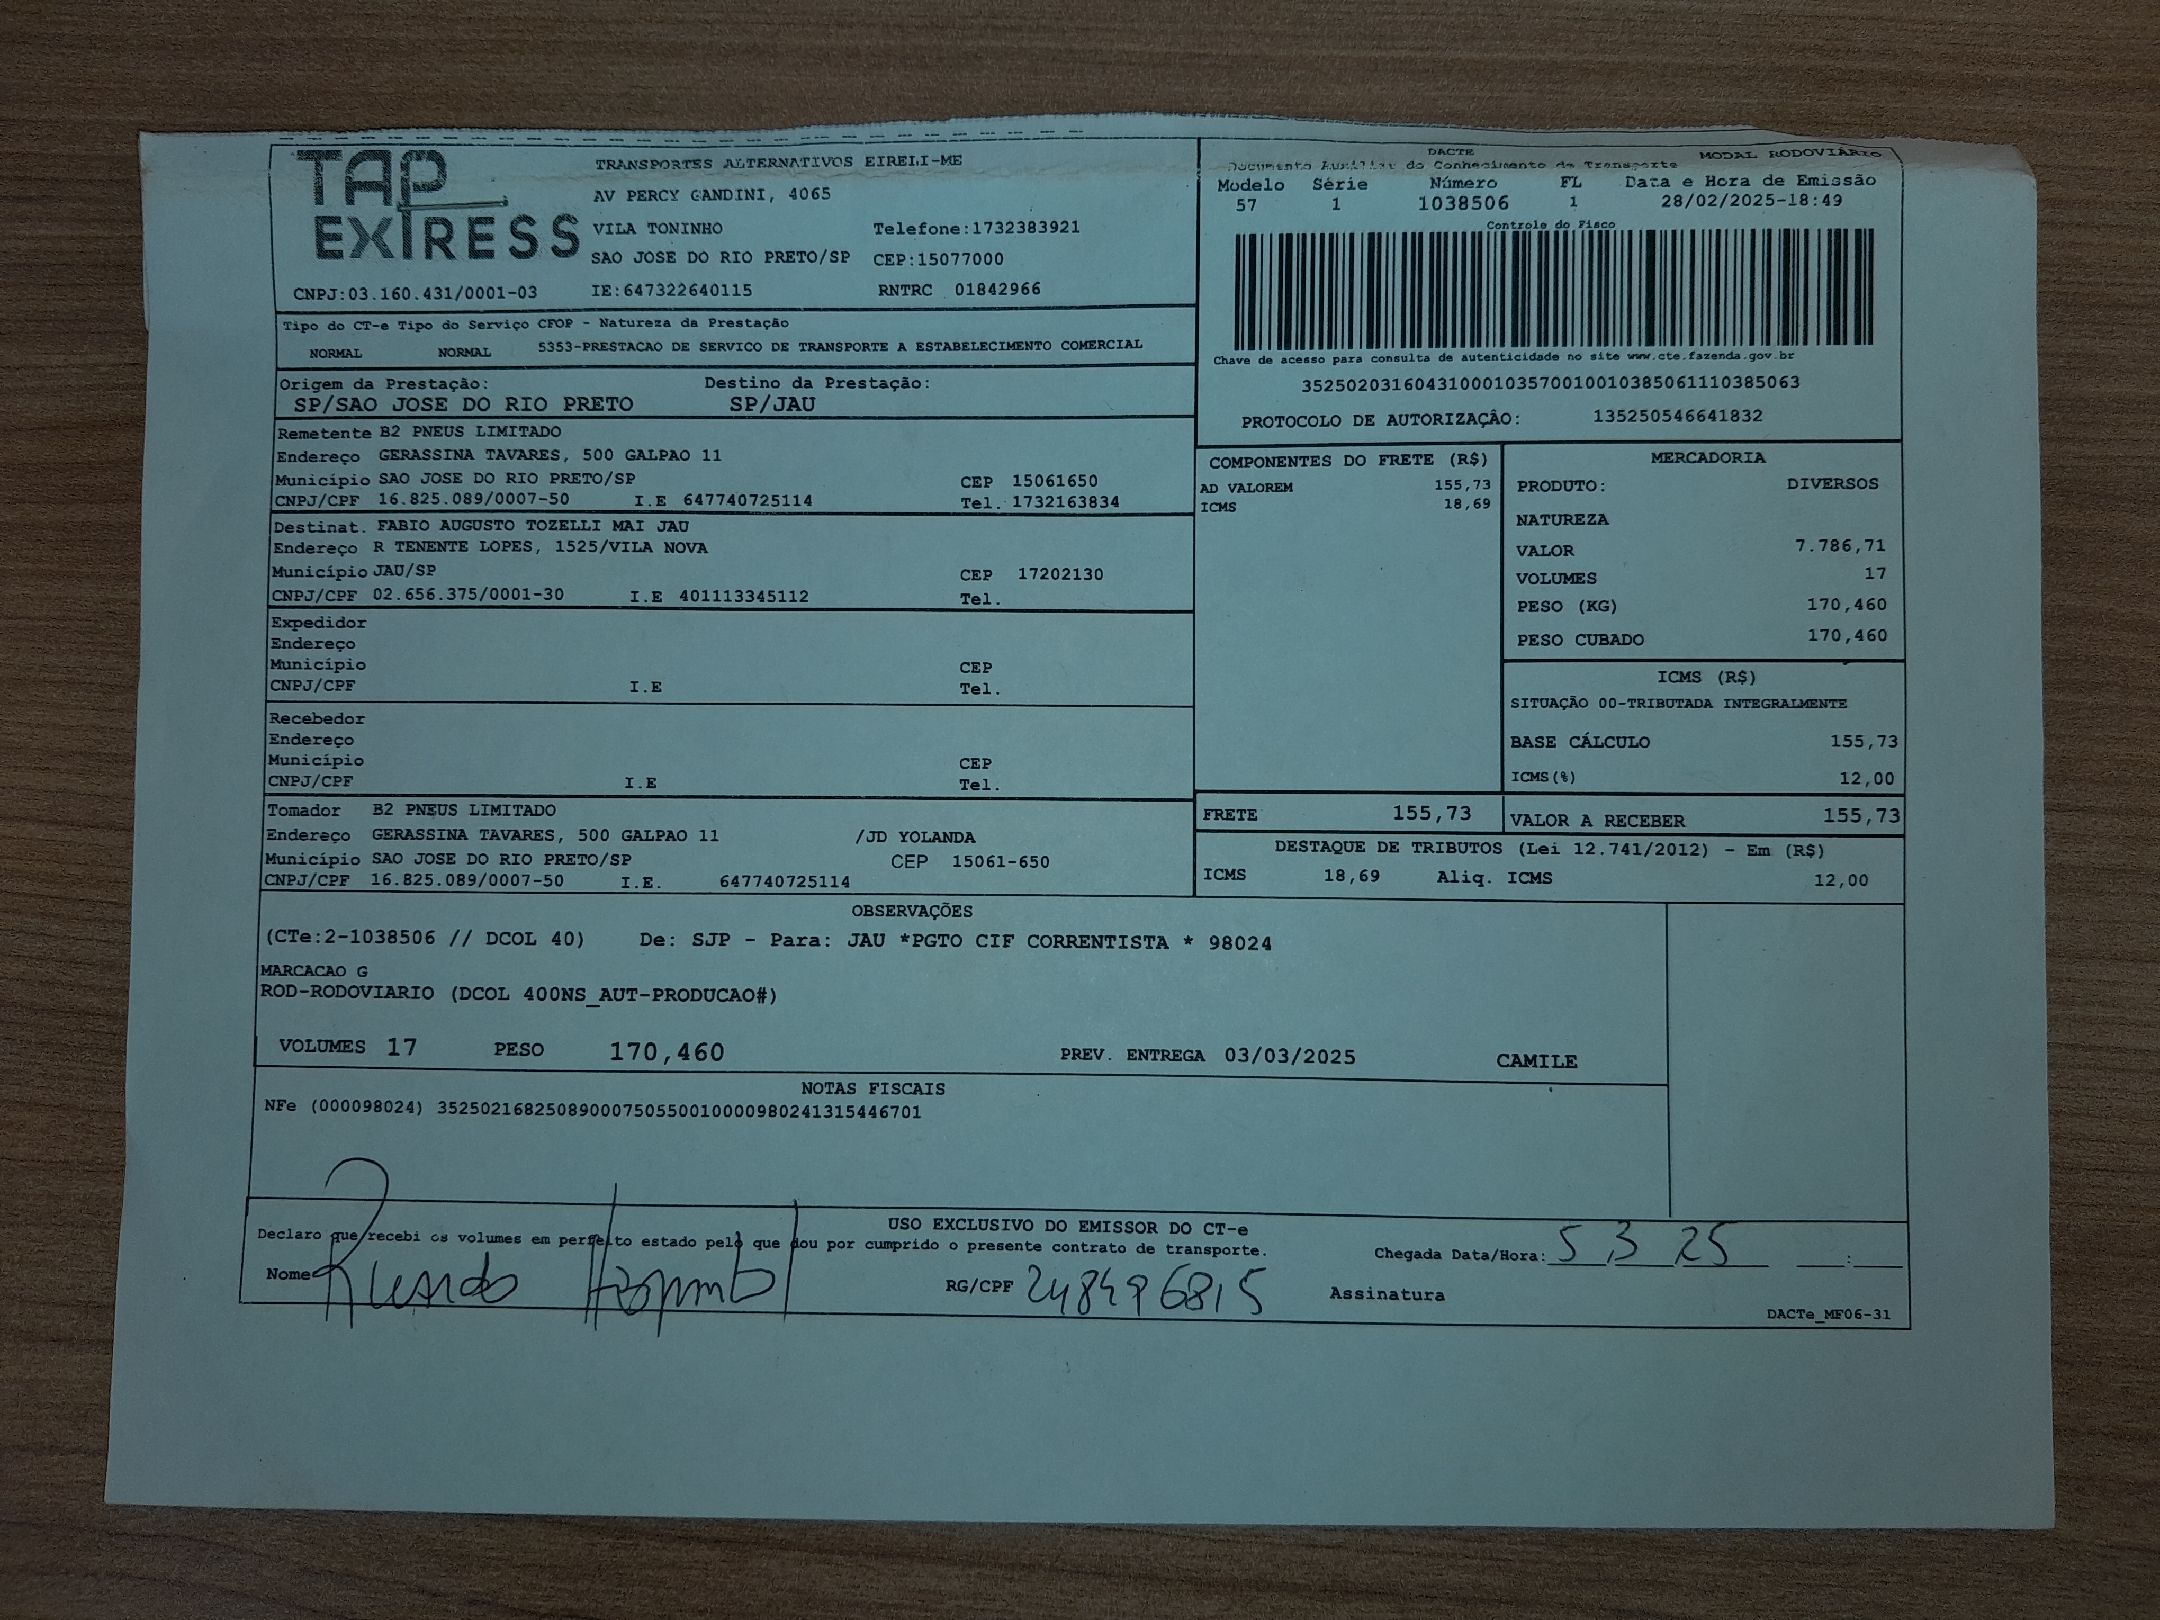 TAP EXPRESS
TRANSPORTES ALTERNATIVOS EIRELI-ME
AV PERCY GANDINI, 4065
VILA TONINHO Telefone:1732383921
SAO JOSE DO RIO PRETO/SP CEP:15077000
CNPJ:03.160.431/0001-03 IE:647322640115 RNTRC 01842966
DACTE
Documento Auxiliar do Conhecimento de Transporte MODAL RODOVIÁRIO
Modelo Série Número FL Data e Hora de Emissão
57 1 1038506 1 28/02/2025-18:49
Controle do Fisco
Chave de acesso para consulta de autenticidade no site www.cte.fazenda.gov.br
35250203160431000103570010010385061110385063
PROTOCOLO DE AUTORIZAÇÃO: 135250546641832
Tipo do CT-e Tipo do Serviço CFOP - Natureza da Prestação
NORMAL NORMAL 5353-PRESTACAO DE SERVICO DE TRANSPORTE A ESTABELECIMENTO COMERCIAL
Origem da Prestação: Destino da Prestação:
SP/SAO JOSE DO RIO PRETO SP/JAU
Remetente B2 PNEUS LIMITADO
Endereço GERASSINA TAVARES, 500 GALPAO 11
Município SAO JOSE DO RIO PRETO/SP CEP 15061650
CNPJ/CPF 16.825.089/0007-50 I.E 647740725114 Tel. 1732163834
Destinat. FABIO AUGUSTO TOZELLI MAI JAU
Endereço R TENENTE LOPES, 1525/VILA NOVA
Município JAU/SP CEP 17202130
CNPJ/CPF 02.656.375/0001-30 I.E 401113345112 Tel.
Expedidor
Endereço
Município CEP
CNPJ/CPF I.E Tel.
Recebedor
Endereço
Município CEP
CNPJ/CPF I.E Tel.
Tomador B2 PNEUS LIMITADO
Endereço GERASSINA TAVARES, 500 GALPAO 11 /JD YOLANDA
Município SAO JOSE DO RIO PRETO/SP CEP 15061-650
CNPJ/CPF 16.825.089/0007-50 I.E. 647740725114
COMPONENTES DO FRETE (R$)
AD VALOREM 155,73
ICMS 18,69
MERCADORIA
PRODUTO: DIVERSOS
NATUREZA
VALOR 7.786,71
VOLUMES 17
PESO (KG) 170,460
PESO CUBADO 170,460
ICMS (R$)
SITUAÇÃO 00-TRIBUTADA INTEGRALMENTE
BASE CÁLCULO 155,73
ICMS(%) 12,00
FRETE 155,73 VALOR A RECEBER 155,73
DESTAQUE DE TRIBUTOS (Lei 12.741/2012) - Em (R$)
ICMS 18,69 Aliq. ICMS 12,00
OBSERVAÇÕES
(CTe:2-1038506 // DCOL 40) De: SJP - Para: JAU *PGTO CIF CORRENTISTA * 98024
MARCACAO G
ROD-RODOVIARIO (DCOL 400NS_AUT-PRODUCAO#)
VOLUMES 17 PESO 170,460 PREV. ENTREGA 03/03/2025 CAMILE
NOTAS FISCAIS
NFe (000098024) 35250216825089000750550010000980241315446701
USO EXCLUSIVO DO EMISSOR DO CT-e
Declaro que recebi os volumes em perfeito estado pelo que dou por cumprido o presente contrato de transporte.
Chegada Data/Hora: 5 3 25 :
Nome RG/CPF 248496815 Assinatura
DACTe_MF06-31